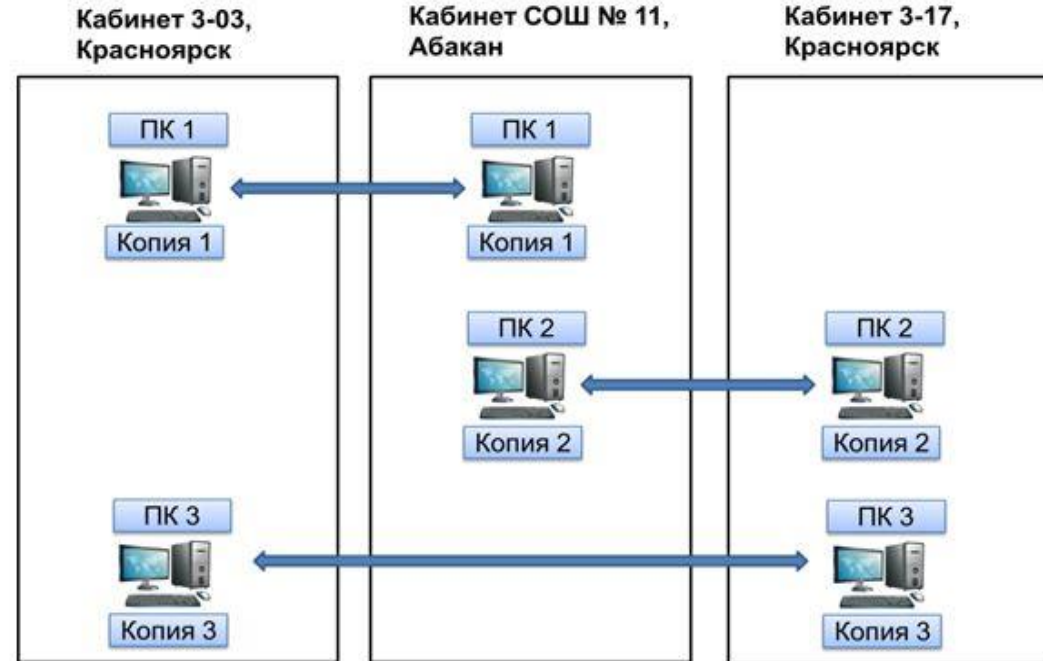 Кабинет 3-03,
Красноярск
Кабинет СОШ № 11,
Абакан
Кабинет 3-17,
Красноярск
ПК 1
ПК 1
Копия 1
Копия 1
ПК 2
ПК 2
Копия 2
Копия 2
ПК 3
ПК 3
Копия 3
Копия 3